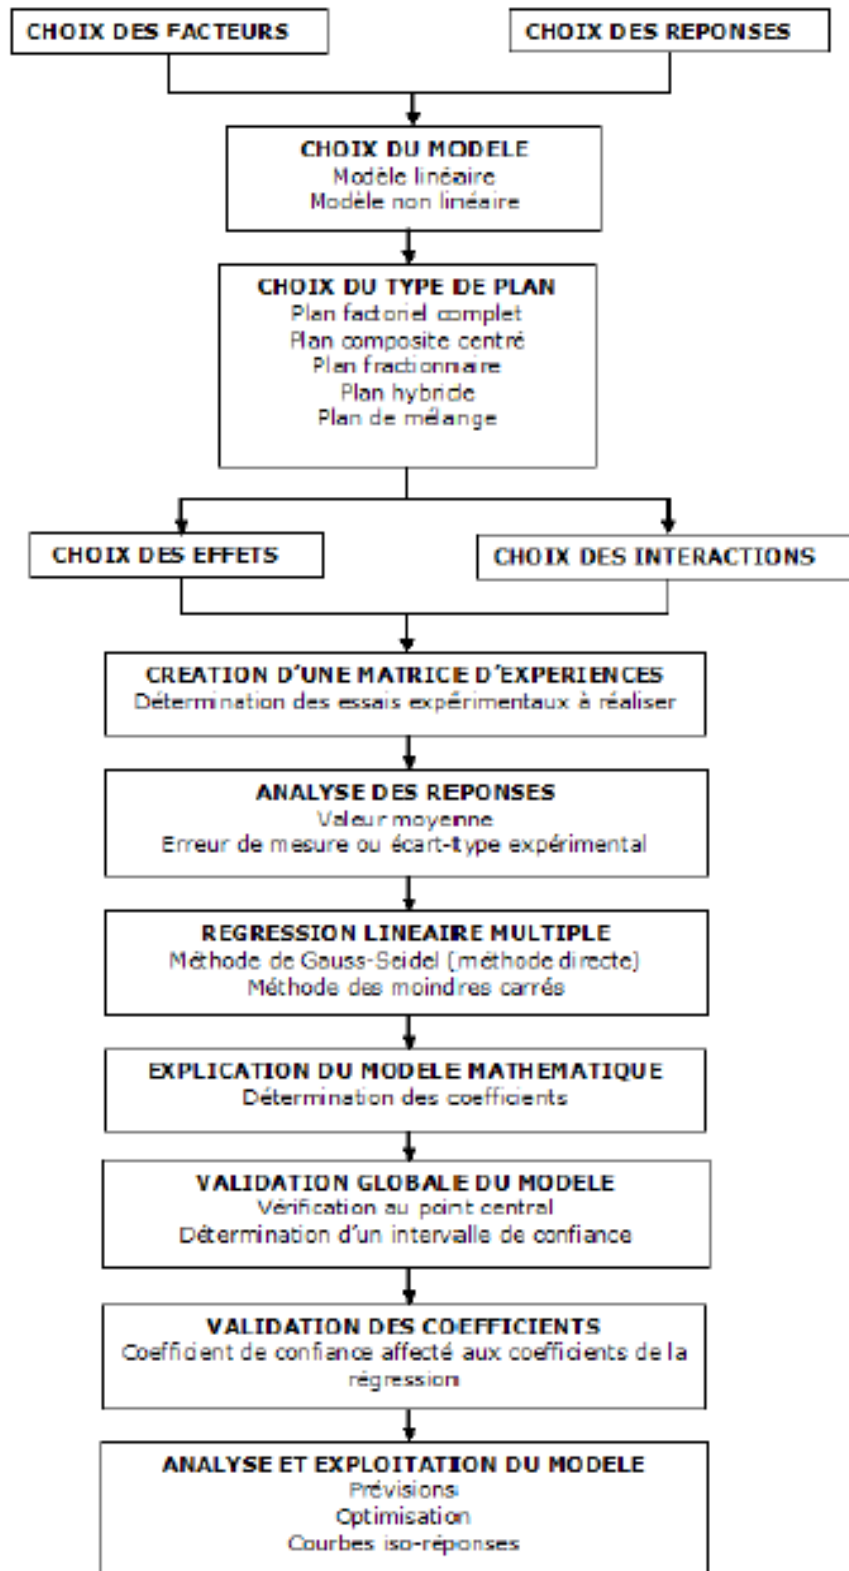 CHOIX DES FACTEURS
CHOIX DES REPONSES
CHOIX DU MODELE
Modèle linéaire
Modèle non linéaire
CHOIX DU TYPE DE PLAN
Plan factoriel complet
Plan composite centré
Plan fractionnaire
Plan hybride
Plan de mélange
CHOIX DES EFFETS
CHOIX DES INTERACTIONS
CREATION D'UNE MATRICE D'EXPERIENCES
Détermination des essais expérimentaux à réaliser
ANALYSE DES REPONSES
Valeur moyenne
Erreur de mesure ou écart-type expérimental
REGRESSION LINEAIRE MULTIPLE
Méthode de Gauss-Seidel (méthode directe)
Méthode des moindres carrés
EXPLICATION DU MODELE MATHEMATIQUE
Détermination des coefficients
VALIDATION GLOBALE DU MODELE
Vérification au point central
Détermination d'un intervalle de confiance
VALIDATION DES COEFFICIENTS
Coefficient de confiance affecté aux coefficients de la
régression
ANALYSE ET EXPLOITATION DU MODELE
Prévisions
Optimisation
Courbes iso-réponses